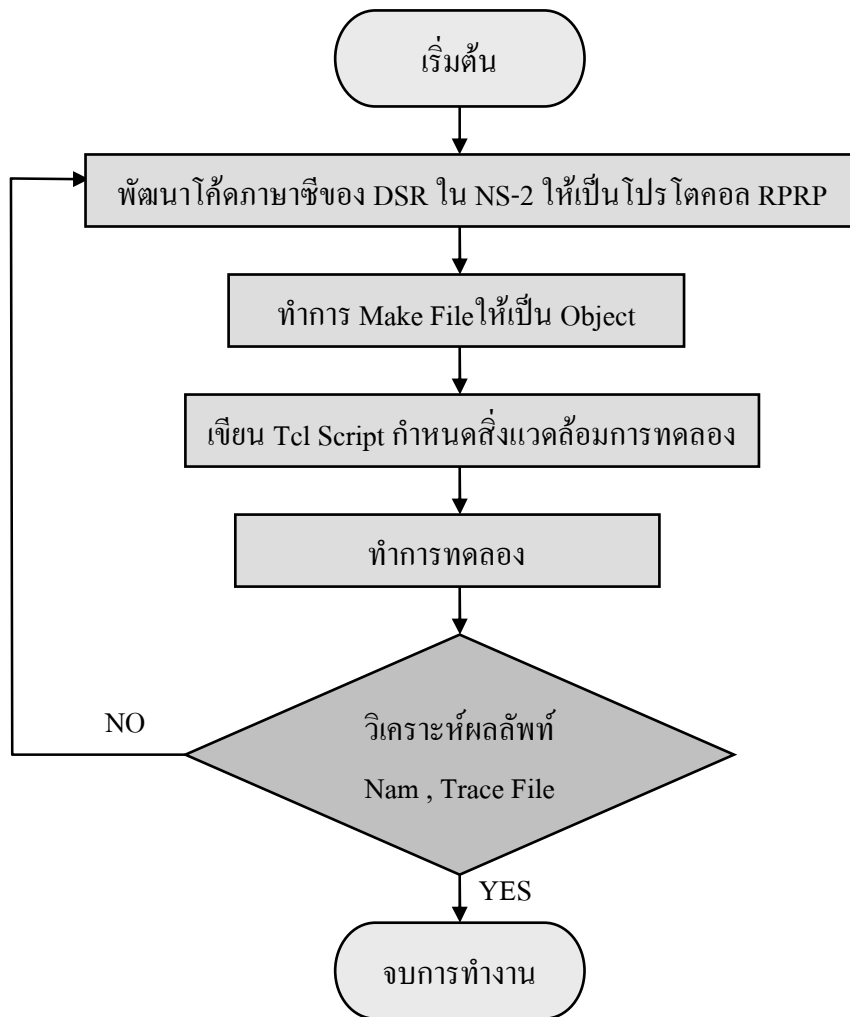 เริ่มต้น
พัฒนาโค้ดภาษาซีของ DSR ใน NS-2 ให้เป็นโปรโตคอล RPRP
ทำการ Make Fileให้เป็น Object
เขียน Tcl Script กำหนดสิ่งแวดล้อมการทดลอง
ทำการทดลอง
NO
วิเคราะห์ผลลัพท์
Nam , Trace File
YES
จบการทำงาน